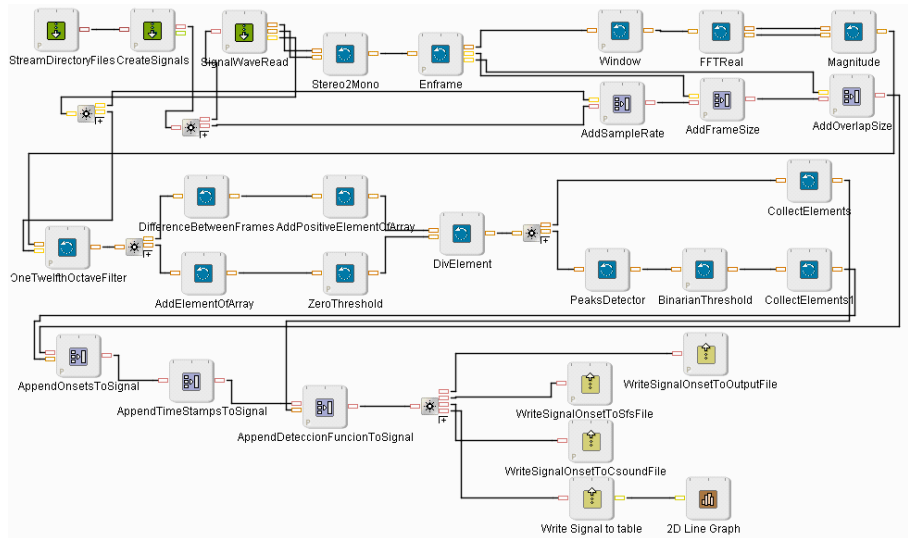 StreamDirectoryFiles
CreateSignals
SignalWaveRead
Stereo2Mono
Enframe
Window
FFTReal
Magnitude
AddSampleRate
AddFrameSize
AddOverlapSize
DifferenceBetweenFrames
AddPositiveElementOfArray
CollectElements
OneTwelfthOctaveFilter
DivElement
AddElementOfArray
ZeroThreshold
PeaksDetector
BinarianThreshold
CollectElements1
AppendOnsetsToSignal
AppendTimeStampsToSignal
AppendDeteccionFuncionToSignal
WriteSignalOnsetToOutputFile
WriteSignalOnsetToSfsFile
WriteSignalOnsetToCsoundFile
Write Signal to table
2D Line Graph